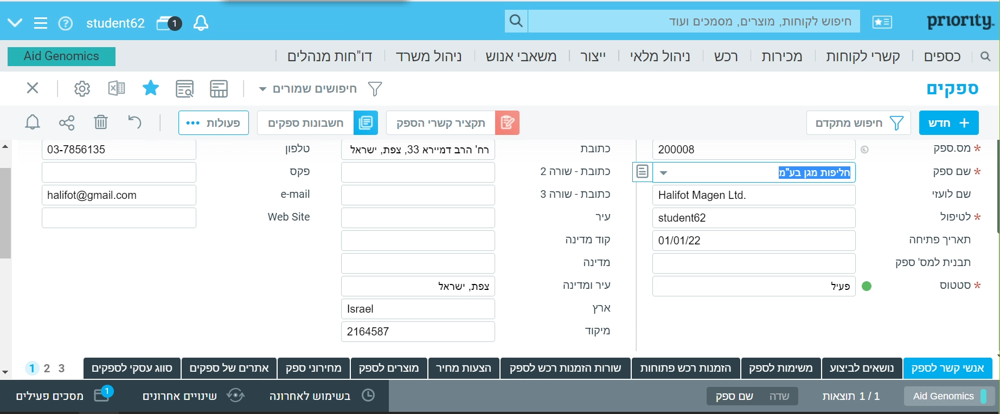 priority.
חיפוש לקוחות, מוצרים, מסמכים ועוד
1
student62
?
כספים
קשרי לקוחות
מכירות
רכש
ניהול מלאי
ייצור
משאבי אנוש
ניהול משרד
דו"חות מנהלים
Aid Genomics
ספקים
חיפושים שמורים
+ חדש
חיפוש מתקדם
תקציר קשרי הספק
חשבונות ספקים
פעולות •••
* מס.ספק 200008
* שם ספק חליפות מגן בע"מ
שם לועזי Halifot Magen Ltd.
* לטיפול student62
תאריך פתיחה 01/01/22
תבנית למס' ספק
* סטטוס פעיל
כתובת רח' הרב דמיירא 33, צפת, ישראל
כתובת - שורה 2
כתובת - שורה 3
עיר
קוד מדינה
מדינה
עיר ומדינה צפת, ישראל
ארץ Israel
מיקוד 2164587
טלפון 03-7856135
פקס
e-mail halifot@gmail.com
Web Site
אנשי קשר לספק
נושאים לביצוע
משימות לספק
הזמנות רכש פתוחות
שורות הזמנות רכש לספק
הצעות מחיר
מוצרים לספק
מחירוני ספק
אתרים של ספקים
סווג עסקי לספקים
1 2 3
Aid Genomics
1 / 1 תוצאות
שדה שם ספק
בשימוש לאחרונה
שינויים אחרונים
1
מסכים פעילים